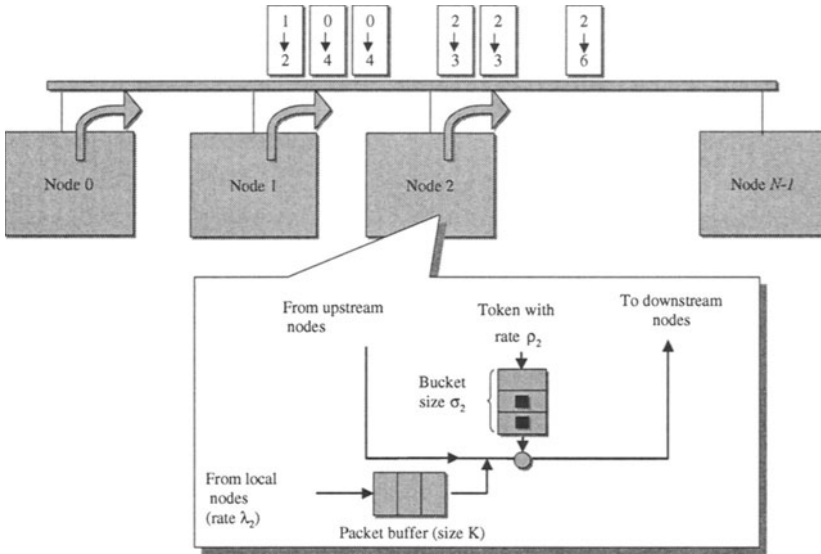 1 0 0 2 2 2
2 4 4 3 3 6
Node 0
Node 1
Node 2
Node N-1
From upstream
nodes
Token with
rate ρ₂
To downstream
nodes
Bucket
size σ₂
From local
nodes
(rate λ₂)
Packet buffer (size K)